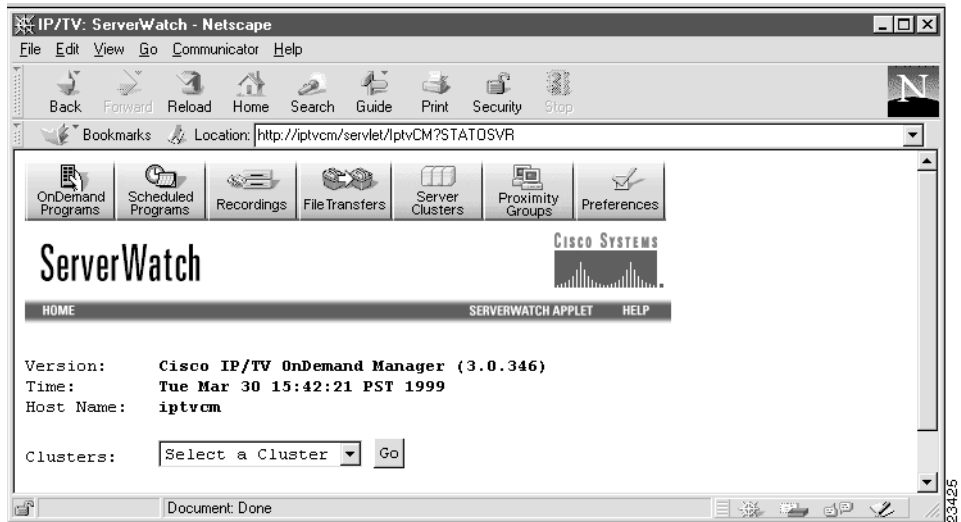 IP/TV: ServerWatch - Netscape
File Edit View Go Communicator Help
Back Forward Reload Home Search Guide Print Security Stop
N
Bookmarks Location: http://iptvcm/servlet/IptvCM?STATOSVR
OnDemand Programs
Scheduled Programs
Recordings
File Transfers
Server Clusters
Proximity Groups
Preferences
ServerWatch
CISCO SYSTEMS
HOME SERVERWATCH APPLET HELP
Version: Cisco IP/TV OnDemand Manager (3.0.346)
Time: Tue Mar 30 15:42:21 PST 1999
Host Name: iptvcm
Clusters: Select a Cluster Go
Document: Done
23425